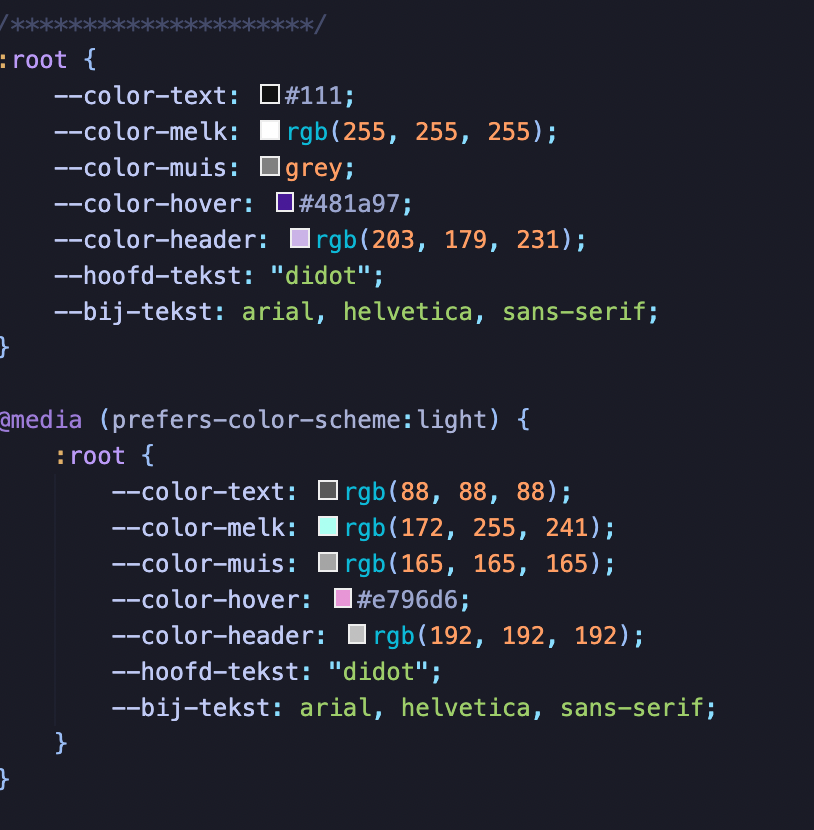 /*********************/
:root {
    --color-text: #111;
    --color-melk: rgb(255, 255, 255);
    --color-muis: grey;
    --color-hover: #481a97;
    --color-header: rgb(203, 179, 231);
    --hoofd-tekst: "didot";
    --bij-tekst: arial, helvetica, sans-serif;
}
@media (prefers-color-scheme:light) {
    :root {
        --color-text: rgb(88, 88, 88);
        --color-melk: rgb(172, 255, 241);
        --color-muis: rgb(165, 165, 165);
        --color-hover: #e796d6;
        --color-header: rgb(192, 192, 192);
        --hoofd-tekst: "didot";
        --bij-tekst: arial, helvetica, sans-serif;
    }
}